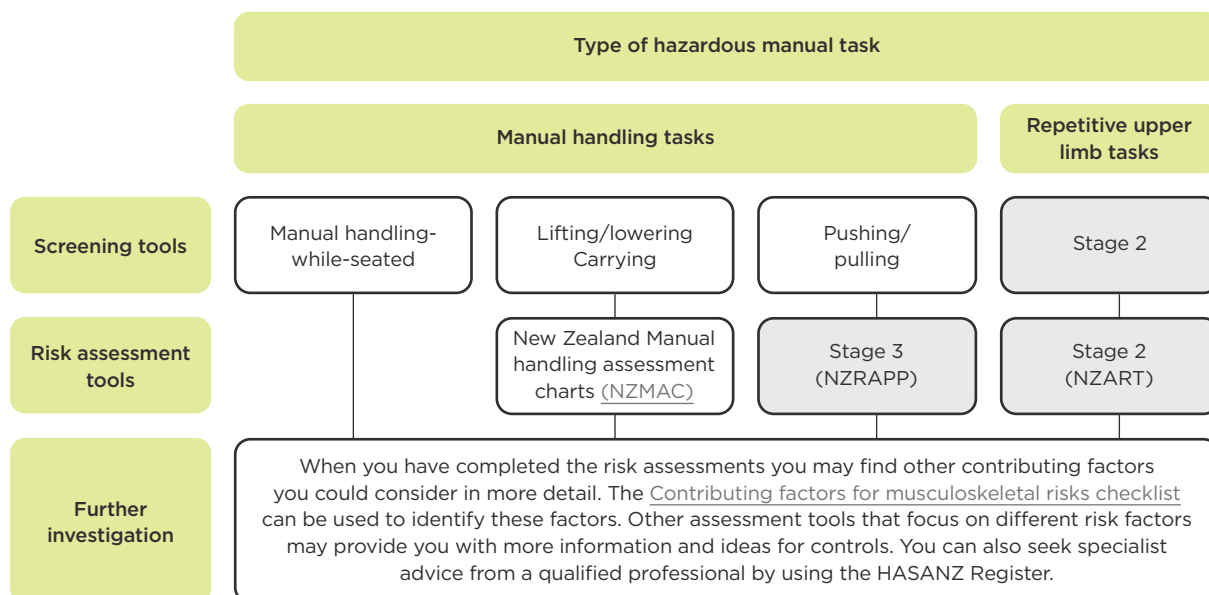 Type of hazardous manual task
Manual handling tasks
Repetitive upper
limb tasks
Screening tools
Manual handling-
while-seated
Lifting/lowering
Carrying
Pushing/
pulling
Stage 2
Risk assessment
tools
New Zealand Manual
handling assessment
charts (NZMAC)
Stage 3
(NZRAPP)
Stage 2
(NZART)
Further
investigation
When you have completed the risk assessments you may find other contributing factors
you could consider in more detail. The Contributing factors for musculoskeletal risks checklist
can be used to identify these factors. Other assessment tools that focus on different risk factors
may provide you with more information and ideas for controls. You can also seek specialist
advice from a qualified professional by using the HASANZ Register.